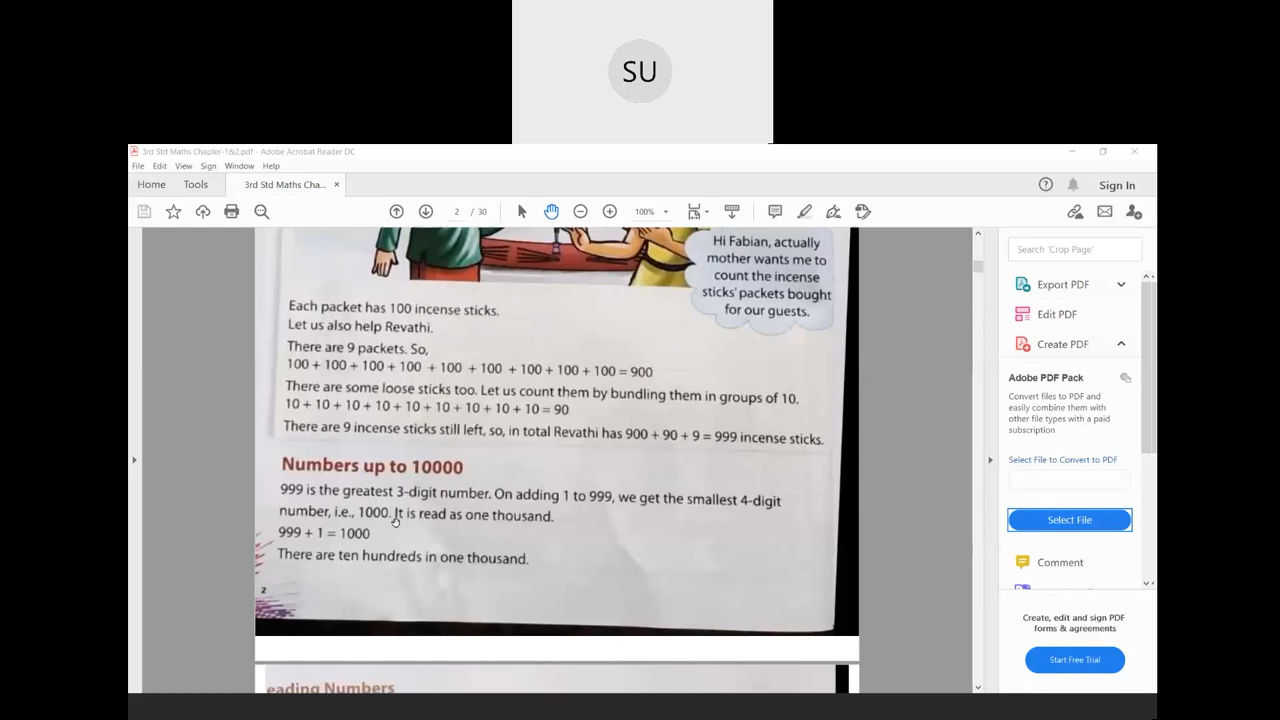 SU
3rd Std Maths Chapter-1&2.pdf - Adobe Acrobat Reader DC
File Edit View Sign Window Help
Home Tools 3rd Std Maths Cha... × Sign In
2 / 30 100%
Hi Fabian, actually
mother wants me to
count the incense
sticks' packets bought
for our guests.
Each packet has 100 incense sticks.
Let us also help Revathi.
There are 9 packets. So,
100 + 100 + 100 + 100 + 100 + 100 + 100 + 100 + 100 = 900
There are some loose sticks too. Let us count them by bundling them in groups of 10.
10 + 10 + 10 + 10 + 10 + 10 + 10 + 10 + 10 = 90
There are 9 incense sticks still left, so, in total Revathi has 900 + 90 + 9 = 999 incense sticks.
Numbers up to 10000
999 is the greatest 3-digit number. On adding 1 to 999, we get the smallest 4-digit
number, i.e., 1000. It is read as one thousand.
999 + 1 = 1000
There are ten hundreds in one thousand.
2
eading Numbers
Search 'Crop Page'
Export PDF
Edit PDF
Create PDF
Adobe PDF Pack
Convert files to PDF and
easily combine them with
other file types with a paid
subscription
Select File to Convert to PDF
Select File
Comment
Create, edit and sign PDF
forms & agreements
Start Free Trial